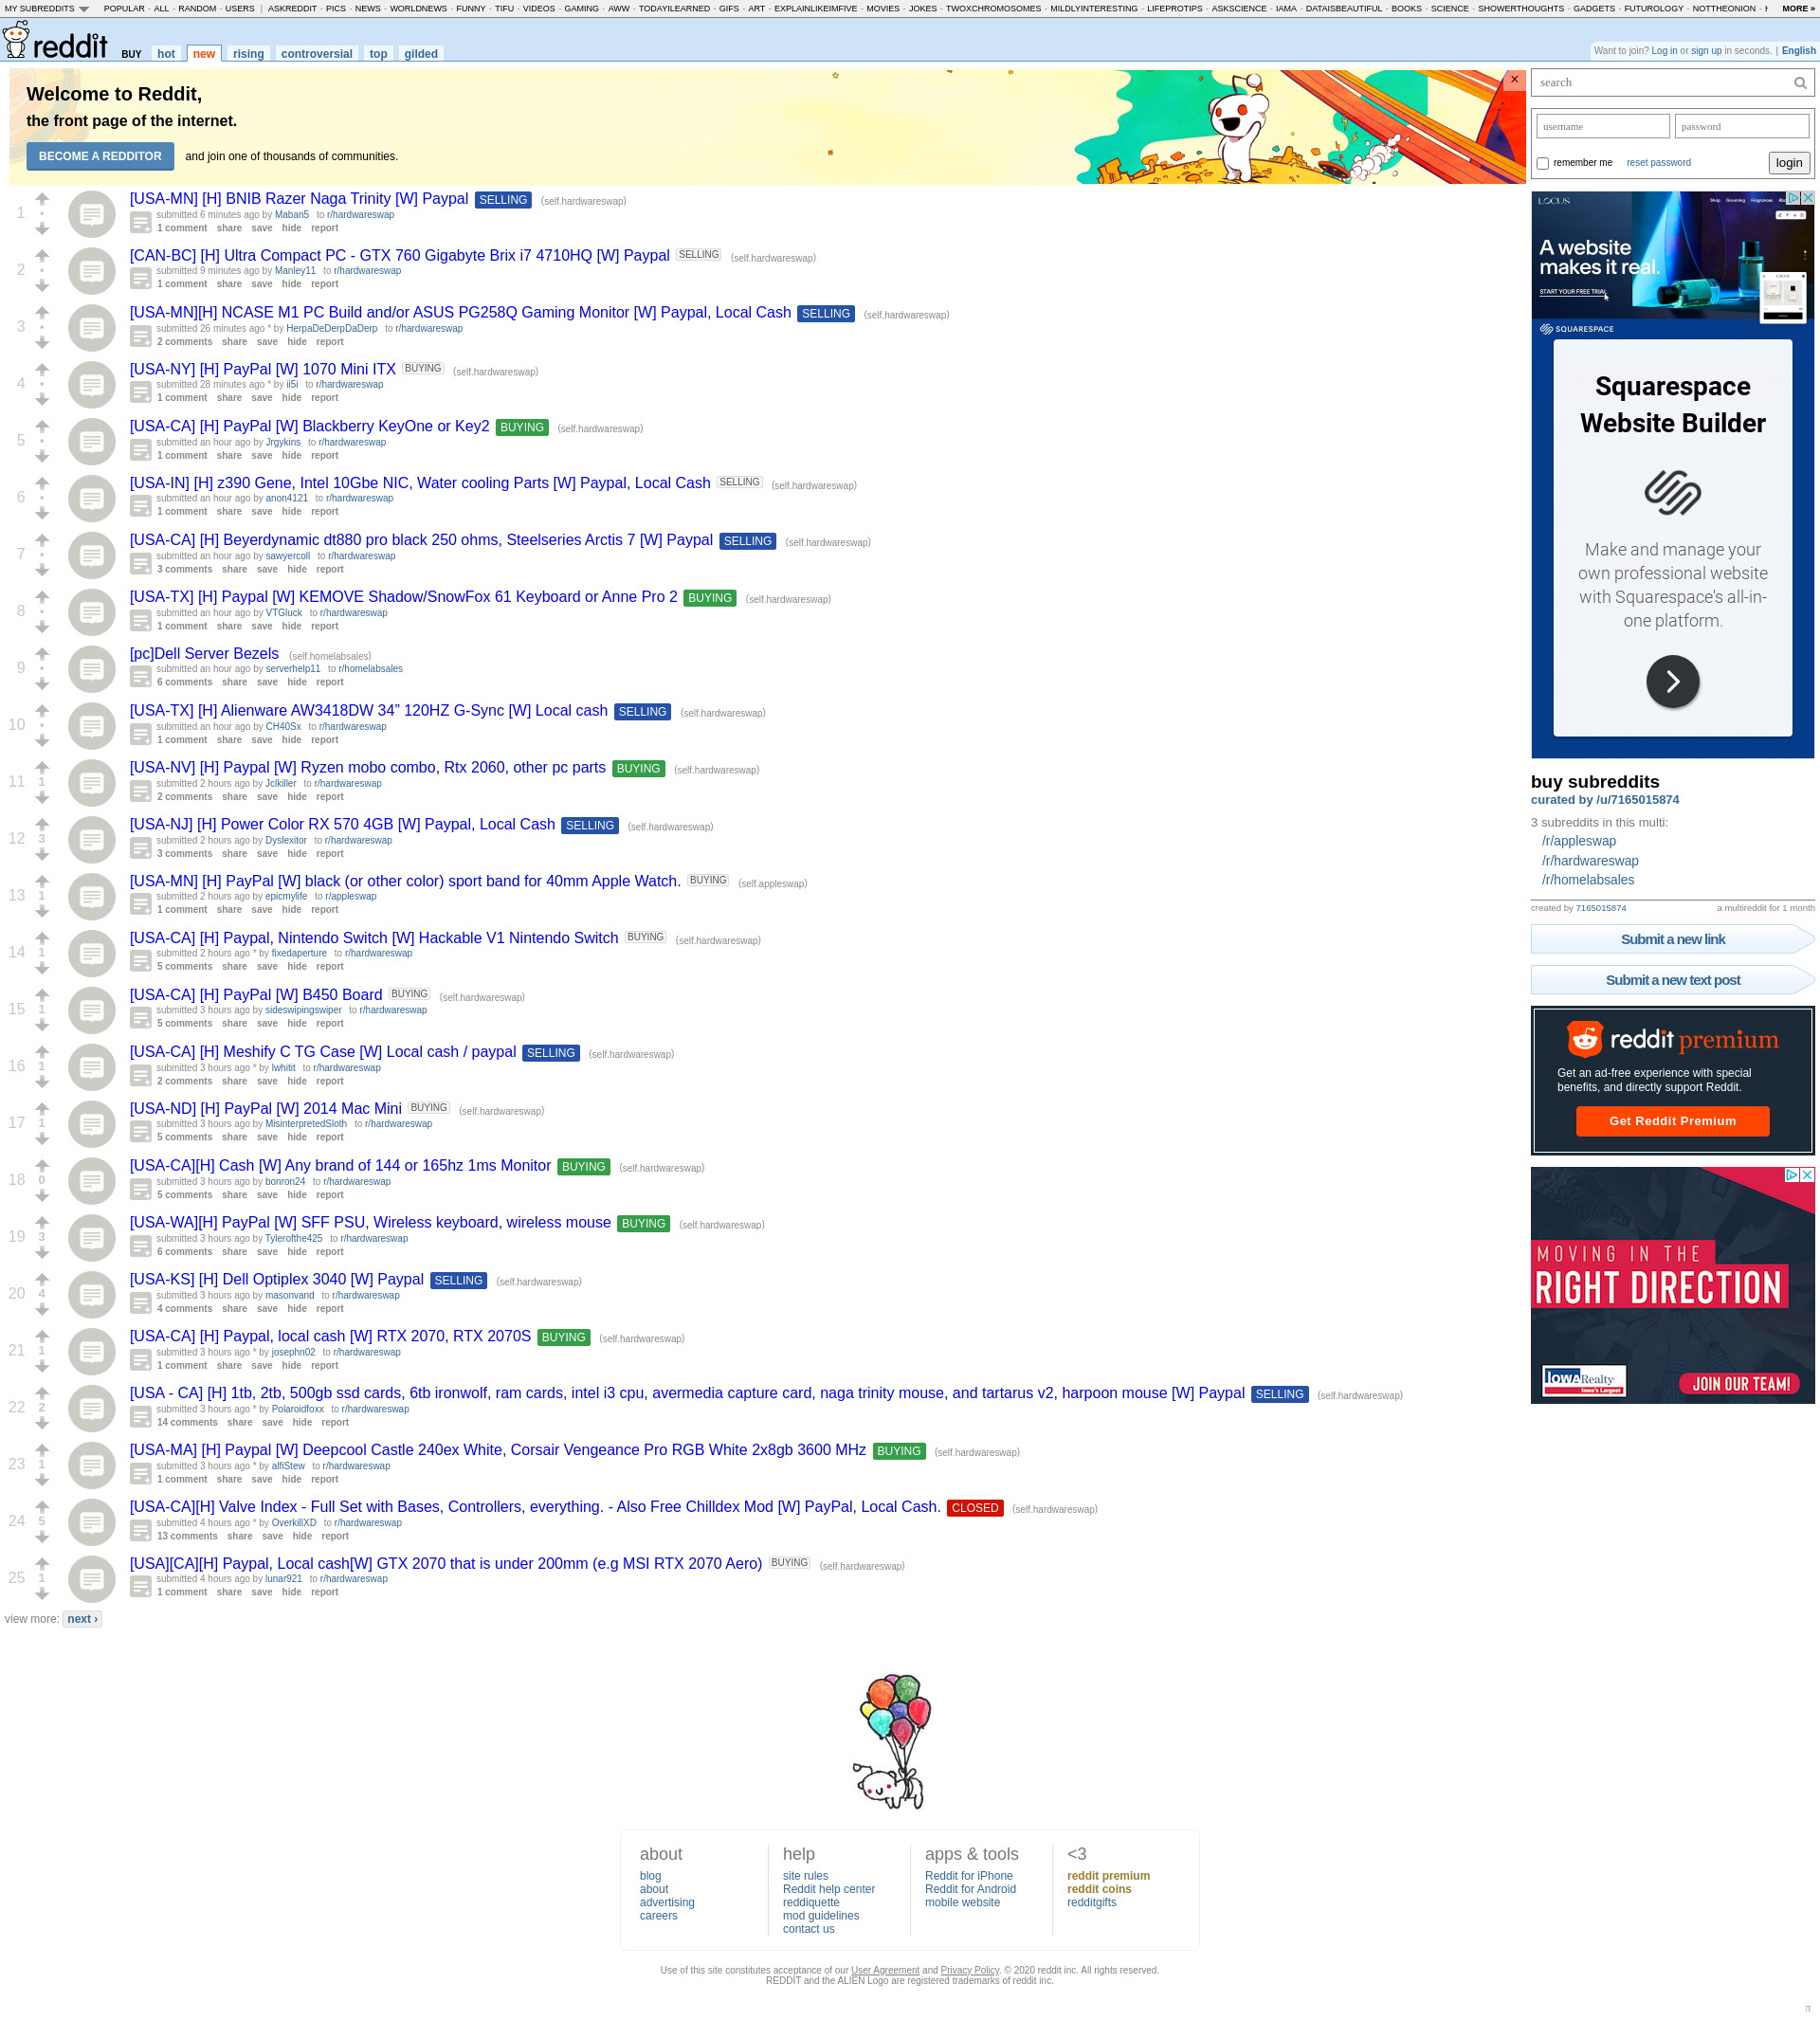 MY SUBREDDITS POPULAR - ALL - RANDOM - USERS | ASKREDDIT - PICS - NEWS - WORLDNEWS - FUNNY - TIFU - VIDEOS - GAMING - AWW - TODAYILEARNED - GIFS - ART - EXPLAINLIKEIMFIVE - MOVIES - JOKES - TWOXCHROMOSOMES - MILDLYINTERESTING - LIFEPROTIPS - ASKSCIENCE - IAMA - DATAISBEAUTIFUL - BOOKS - SCIENCE - SHOWERTHOUGHTS - GADGETS - FUTUROLOGY - NOTTHEONION - MORE »
reddit BUY hot new rising controversial top gilded
Want to join? Log in or sign up in seconds. | English
Welcome to Reddit,
the front page of the internet.
BECOME A REDDITOR and join one of thousands of communities.
×
1
[USA-MN] [H] BNIB Razer Naga Trinity [W] Paypal SELLING (self.hardwareswap)
submitted 6 minutes ago by Maban5 to r/hardwareswap
1 comment share save hide report
2
[CAN-BC] [H] Ultra Compact PC - GTX 760 Gigabyte Brix i7 4710HQ [W] Paypal SELLING (self.hardwareswap)
submitted 9 minutes ago by Manley11 to r/hardwareswap
1 comment share save hide report
3
[USA-MN][H] NCASE M1 PC Build and/or ASUS PG258Q Gaming Monitor [W] Paypal, Local Cash SELLING (self.hardwareswap)
submitted 26 minutes ago * by HerpaDeDerpDaDerp to r/hardwareswap
2 comments share save hide report
4
[USA-NY] [H] PayPal [W] 1070 Mini ITX BUYING (self.hardwareswap)
submitted 28 minutes ago * by ii5i to r/hardwareswap
1 comment share save hide report
5
[USA-CA] [H] PayPal [W] Blackberry KeyOne or Key2 BUYING (self.hardwareswap)
submitted an hour ago by Jrgykins to r/hardwareswap
1 comment share save hide report
6
[USA-IN] [H] z390 Gene, Intel 10Gbe NIC, Water cooling Parts [W] Paypal, Local Cash SELLING (self.hardwareswap)
submitted an hour ago by anon4121 to r/hardwareswap
1 comment share save hide report
7
[USA-CA] [H] Beyerdynamic dt880 pro black 250 ohms, Steelseries Arctis 7 [W] Paypal SELLING (self.hardwareswap)
submitted an hour ago by sawyercoll to r/hardwareswap
3 comments share save hide report
8
[USA-TX] [H] Paypal [W] KEMOVE Shadow/SnowFox 61 Keyboard or Anne Pro 2 BUYING (self.hardwareswap)
submitted an hour ago by VTGluck to r/hardwareswap
1 comment share save hide report
9
[pc]Dell Server Bezels (self.homelabsales)
submitted an hour ago by serverhelp11 to r/homelabsales
6 comments share save hide report
10
[USA-TX] [H] Alienware AW3418DW 34” 120HZ G-Sync [W] Local cash SELLING (self.hardwareswap)
submitted an hour ago by CH40Sx to r/hardwareswap
1 comment share save hide report
11 1
[USA-NV] [H] Paypal [W] Ryzen mobo combo, Rtx 2060, other pc parts BUYING (self.hardwareswap)
submitted 2 hours ago by Jclkiller to r/hardwareswap
2 comments share save hide report
12 3
[USA-NJ] [H] Power Color RX 570 4GB [W] Paypal, Local Cash SELLING (self.hardwareswap)
submitted 2 hours ago by Dyslexitor to r/hardwareswap
3 comments share save hide report
13 1
[USA-MN] [H] PayPal [W] black (or other color) sport band for 40mm Apple Watch. BUYING (self.appleswap)
submitted 2 hours ago by epicmylife to r/appleswap
1 comment share save hide report
14 1
[USA-CA] [H] Paypal, Nintendo Switch [W] Hackable V1 Nintendo Switch BUYING (self.hardwareswap)
submitted 2 hours ago * by fixedaperture to r/hardwareswap
5 comments share save hide report
15 1
[USA-CA] [H] PayPal [W] B450 Board BUYING (self.hardwareswap)
submitted 3 hours ago by sideswipingswiper to r/hardwareswap
5 comments share save hide report
16 1
[USA-CA] [H] Meshify C TG Case [W] Local cash / paypal SELLING (self.hardwareswap)
submitted 3 hours ago * by lwhitit to r/hardwareswap
2 comments share save hide report
17 1
[USA-ND] [H] PayPal [W] 2014 Mac Mini BUYING (self.hardwareswap)
submitted 3 hours ago by MisinterpretedSloth to r/hardwareswap
5 comments share save hide report
18 0
[USA-CA][H] Cash [W] Any brand of 144 or 165hz 1ms Monitor BUYING (self.hardwareswap)
submitted 3 hours ago by bonron24 to r/hardwareswap
5 comments share save hide report
19 3
[USA-WA][H] PayPal [W] SFF PSU, Wireless keyboard, wireless mouse BUYING (self.hardwareswap)
submitted 3 hours ago by Tylerofthe425 to r/hardwareswap
6 comments share save hide report
20 4
[USA-KS] [H] Dell Optiplex 3040 [W] Paypal SELLING (self.hardwareswap)
submitted 3 hours ago by masonvand to r/hardwareswap
4 comments share save hide report
21 1
[USA-CA] [H] Paypal, local cash [W] RTX 2070, RTX 2070S BUYING (self.hardwareswap)
submitted 3 hours ago * by josephn02 to r/hardwareswap
1 comment share save hide report
22 2
[USA - CA] [H] 1tb, 2tb, 500gb ssd cards, 6tb ironwolf, ram cards, intel i3 cpu, avermedia capture card, naga trinity mouse, and tartarus v2, harpoon mouse [W] Paypal SELLING (self.hardwareswap)
submitted 3 hours ago * by Polaroidfoxx to r/hardwareswap
14 comments share save hide report
23 1
[USA-MA] [H] Paypal [W] Deepcool Castle 240ex White, Corsair Vengeance Pro RGB White 2x8gb 3600 MHz BUYING (self.hardwareswap)
submitted 3 hours ago * by alfiStew to r/hardwareswap
1 comment share save hide report
24 5
[USA-CA][H] Valve Index - Full Set with Bases, Controllers, everything. - Also Free Chilldex Mod [W] PayPal, Local Cash. CLOSED (self.hardwareswap)
submitted 4 hours ago * by OverkillXD to r/hardwareswap
13 comments share save hide report
25 1
[USA][CA][H] Paypal, Local cash[W] GTX 2070 that is under 200mm (e.g MSI RTX 2070 Aero) BUYING (self.hardwareswap)
submitted 4 hours ago by lunar921 to r/hardwareswap
1 comment share save hide report
view more: next ›
search
username password
remember me reset password login
LOCUS
A website
makes it real.
START YOUR FREE TRIAL
SQUARESPACE
Squarespace
Website Builder
Make and manage your
own professional website
with Squarespace's all-in-
one platform.
buy subreddits
curated by /u/7165015874
3 subreddits in this multi:
/r/appleswap
/r/hardwareswap
/r/homelabsales
created by 7165015874 a multireddit for 1 month
Submit a new link
Submit a new text post
reddit premium
Get an ad-free experience with special
benefits, and directly support Reddit.
Get Reddit Premium
MOVING IN THE
RIGHT DIRECTION
IOWA Realty
Iowa's Largest
JOIN OUR TEAM!
about
blog
about
advertising
careers
help
site rules
Reddit help center
reddiquette
mod guidelines
contact us
apps & tools
Reddit for iPhone
Reddit for Android
mobile website
<3
reddit premium
reddit coins
redditgifts
Use of this site constitutes acceptance of our User Agreement and Privacy Policy. © 2020 reddit inc. All rights reserved.
REDDIT and the ALIEN Logo are registered trademarks of reddit inc.
π